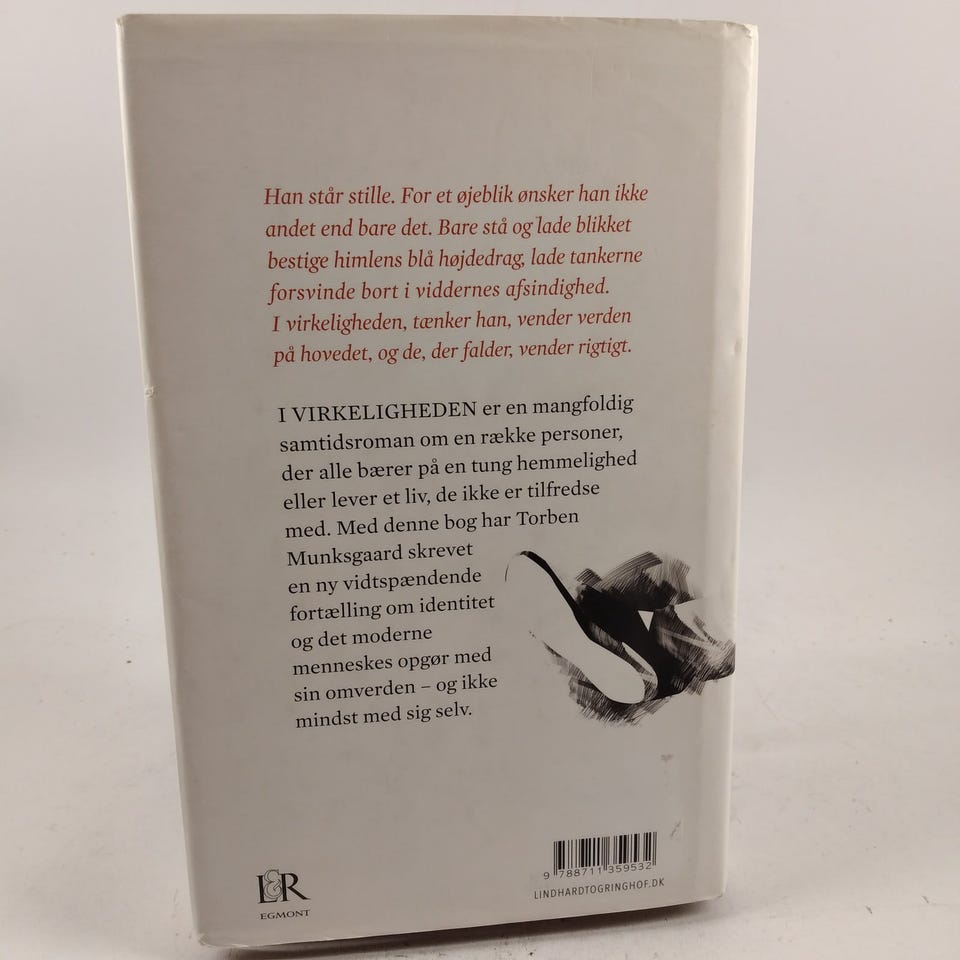 Han står stille. For et øjeblik ønsker han ikke
andet end bare det. Bare stå og lade blikket
bestige himlens blå højdedrag, lade tankerne
forsvinde bort i viddernes afsindighed.
I virkeligheden, tænker han, vender verden
på hovedet, og de, der falder, vender rigtigt.
I VIRKELIGHEDEN er en mangfoldig
samtidsroman om en række personer,
der alle bærer på en tung hemmelighed
eller lever et liv, de ikke er tilfredse
med. Med denne bog har Torben
Munksgaard skrevet
en ny vidtspændende
fortælling om identitet
og det moderne
menneskes opgør med
sin omverden – og ikke
mindst med sig selv.
L&R
EGMONT
9 788711 359532
LINDHARDTOGRINGHOF.DK